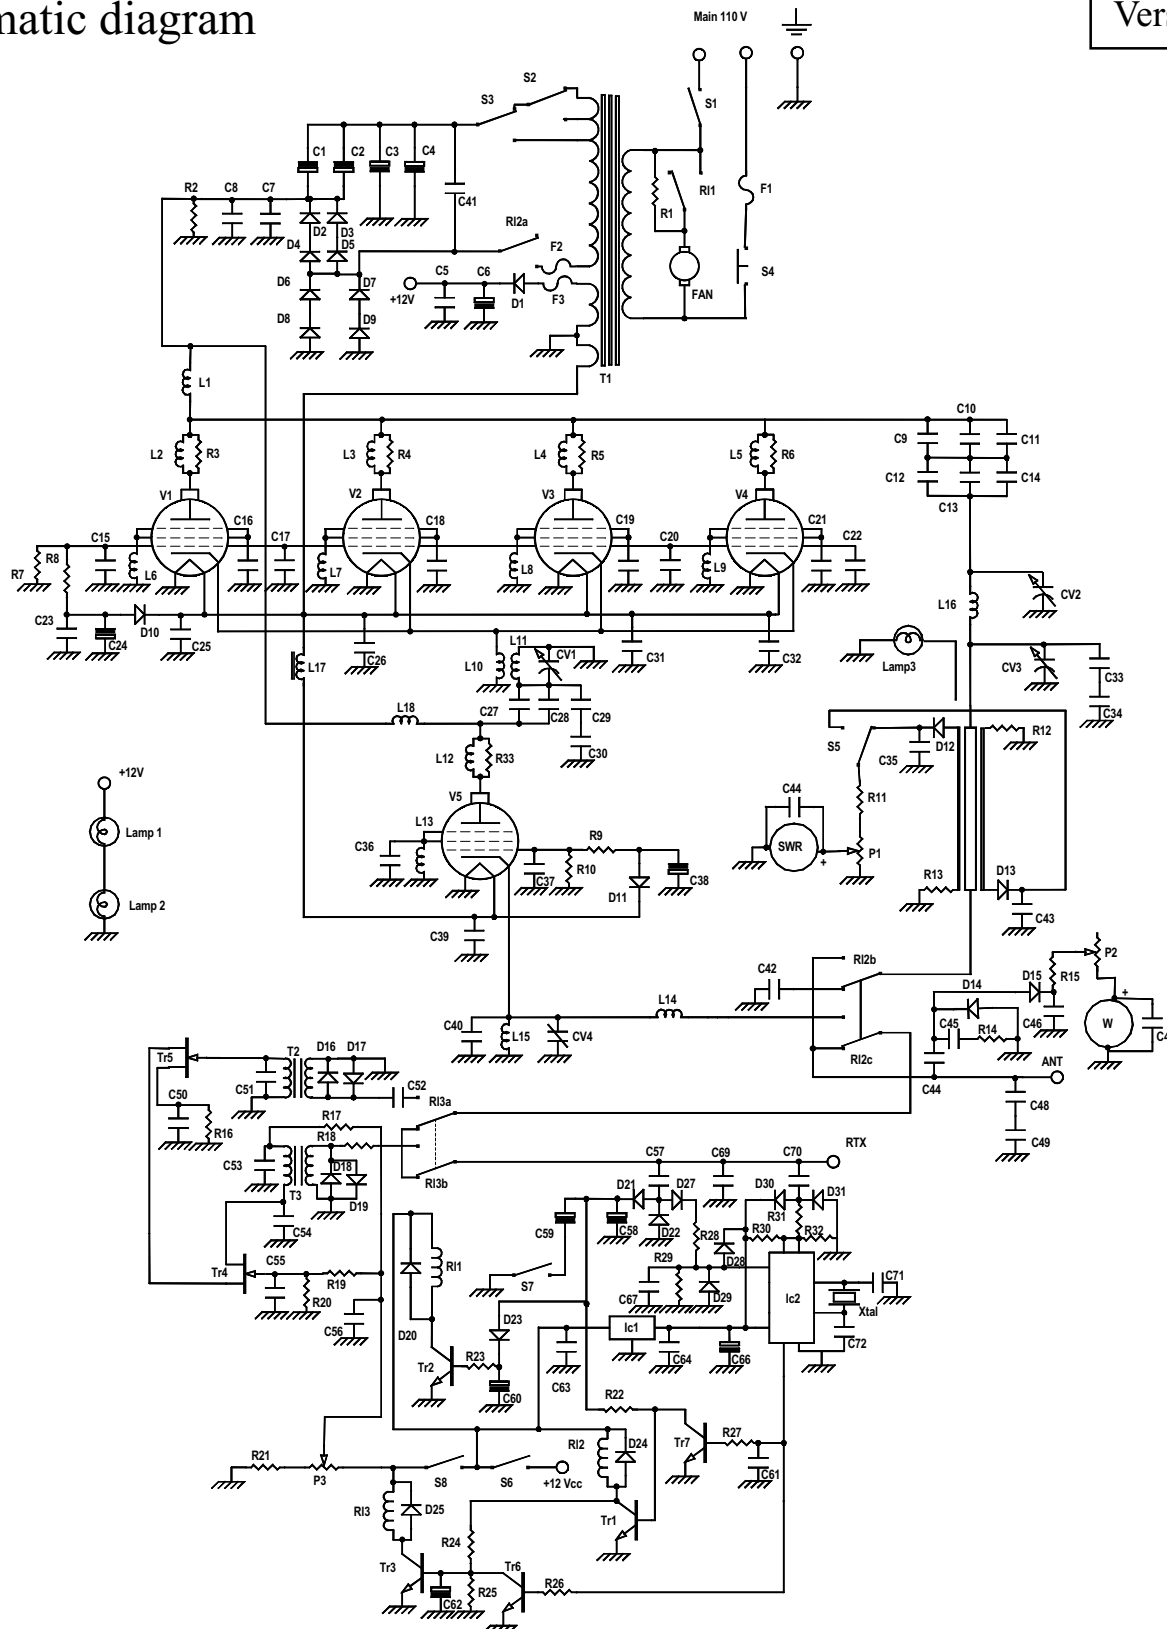 matic diagram
Main 110 V
Vers
S2
S3
S1
C1
C2
C3
C4
R2
C8
C7
C41
R1
Rl1
F1
D2
D3
Rl2a
D4
D5
F2
D6
D7
C5
C6
FAN
S4
+12V
D1
F3
D8
D9
T1
L1
C10
L2
R3
L3
R4
L4
R5
L5
R6
C9
C11
V1
V2
V3
V4
C12
C14
C13
C15
C16
C17
C18
C19
C20
C21
C22
R7
R8
L6
L7
L8
L9
C23
C24
D10
C25
C26
L17
L10
L11
CV1
C31
C32
L16
CV2
Lamp3
CV3
C33
C34
L18
C27
C28
C29
C30
L12
R33
S5
C35
D12
R12
+12V
V5
C44
R11
Lamp 1
L13
R9
SWR
+
P1
C36
C37
R10
D11
C38
R13
D13
Lamp 2
C39
C43
C42
Rl2b
P2
D14
D15
R15
+
L14
W
C4
C40
L15
CV4
Rl2c
C45
R14
C46
C44
ANT
Tr5
T2
D16
D17
C51
C52
C50
R16
R17
Rl3a
C48
R18
C49
C53
D18
T3
D19
Rl3b
RTX
C57
C69
C70
C54
C59
D21
D27
D30
D31
C58
D22
R28
R31
R30
R32
Tr4
C55
R19
R20
Rl1
S7
R29
D28
C67
D29
Ic2
C71
Xtal
C56
D20
D23
Ic1
C72
Tr2
R23
C60
C63
C64
C66
R22
R21
P3
S8
S6
+12 Vcc
Rl2
D24
Tr7
R27
C61
Rl3
D25
R24
Tr1
Tr3
C62
R25
Tr6
R26